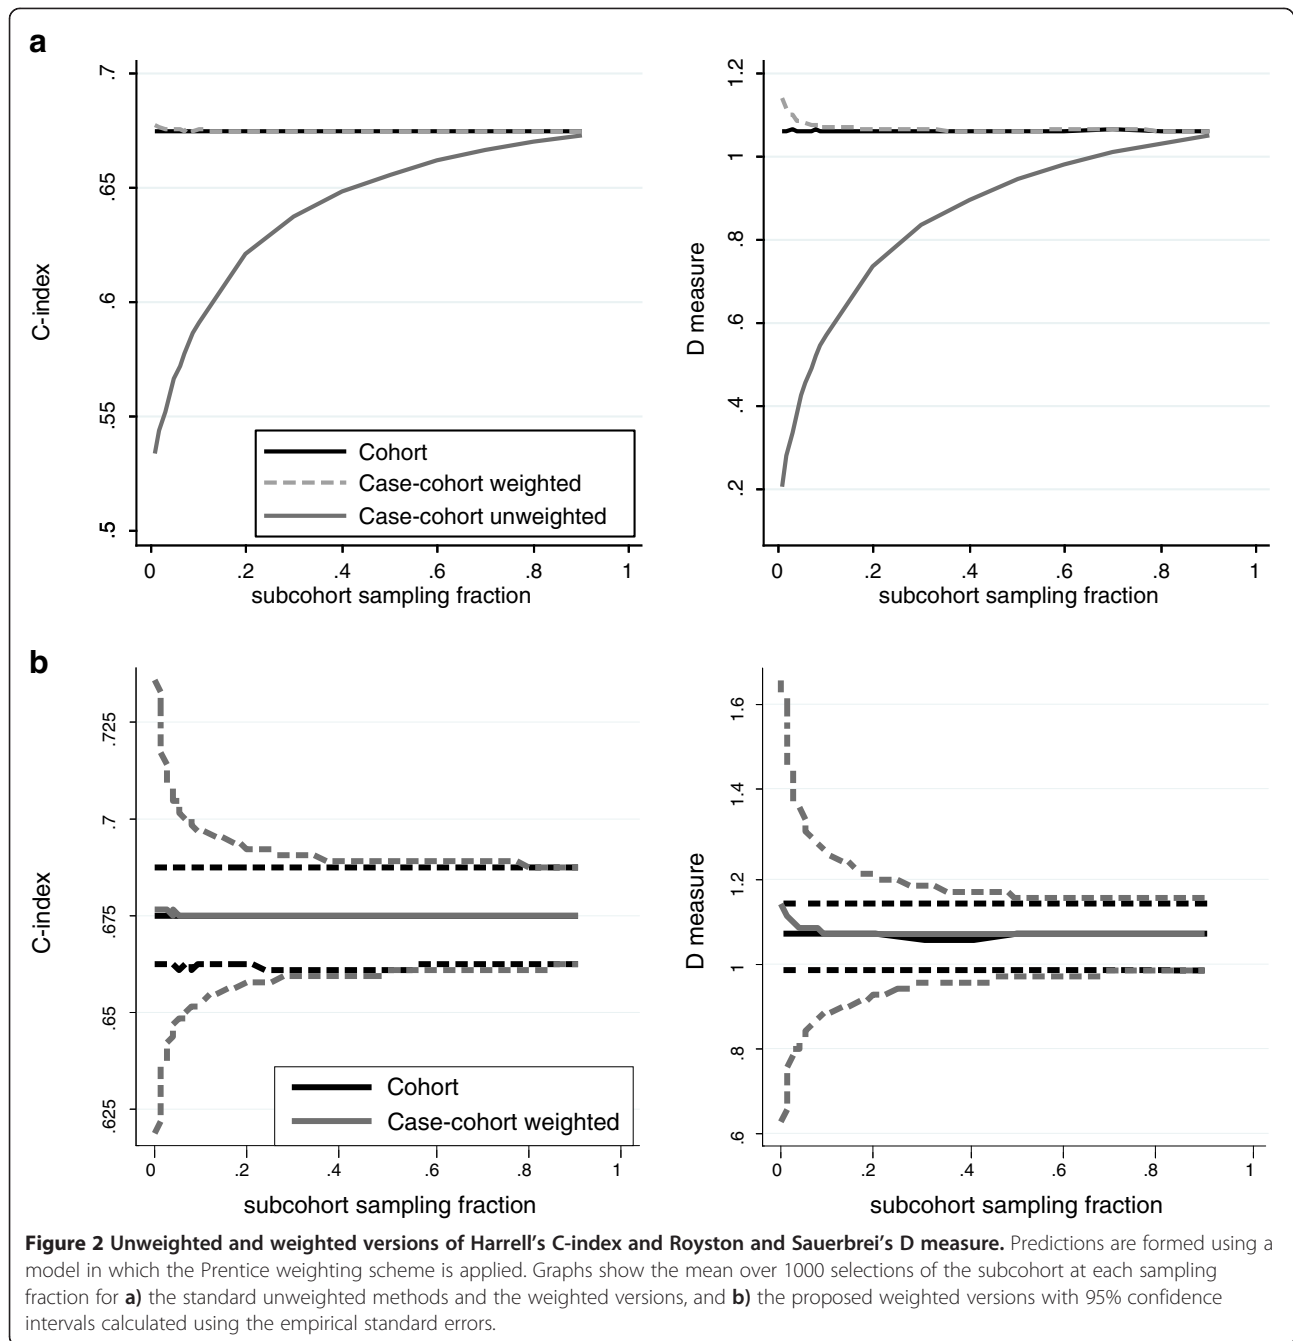 a
.7
.65
.6
.55
.5
C-index
0 .2 .4 .6 .8 1
subcohort sampling fraction
Cohort
Case-cohort weighted
Case-cohort unweighted
1.2
1
.8
.6
.4
.2
D measure
0 .2 .4 .6 .8 1
subcohort sampling fraction
b
.725
.7
.675
.65
.625
C-index
0 .2 .4 .6 .8 1
subcohort sampling fraction
Cohort
Case-cohort weighted
1.6
1.4
1.2
1
.8
.6
D measure
0 .2 .4 .6 .8 1
subcohort sampling fraction
Figure 2 Unweighted and weighted versions of Harrell's C-index and Royston and Sauerbrei's D measure. Predictions are formed using a
model in which the Prentice weighting scheme is applied. Graphs show the mean over 1000 selections of the subcohort at each sampling
fraction for a) the standard unweighted methods and the weighted versions, and b) the proposed weighted versions with 95% confidence
intervals calculated using the empirical standard errors.